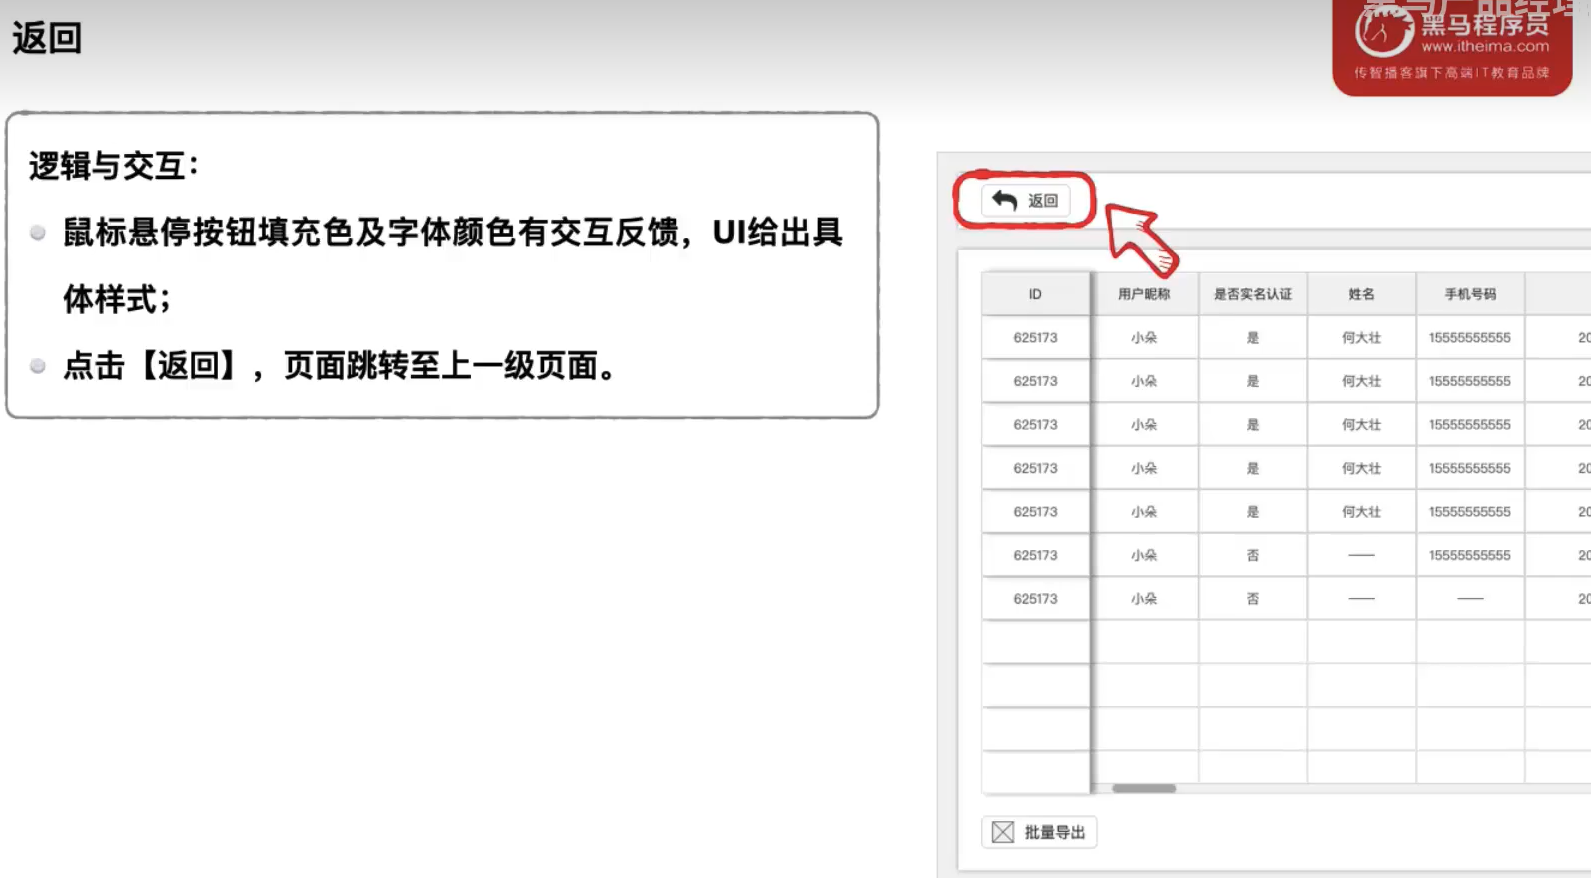 返回
黑马产品经理
黑马程序员
www.itheima.com
传智播客旗下高端IT教育品牌
逻辑与交互：
鼠标悬停按钮填充色及字体颜色有交互反馈，UI给出具
体样式；
点击【返回】，页面跳转至上一级页面。
返回
ID 用户昵称 是否实名认证 姓名 手机号码
625173 小朵 是 何大壮 15555555555 20
625173 小朵 是 何大壮 15555555555 20
625173 小朵 是 何大壮 15555555555 20
625173 小朵 是 何大壮 15555555555 20
625173 小朵 是 何大壮 15555555555 20
625173 小朵 否 —— 15555555555 20
625173 小朵 否 —— —— 20
批量导出